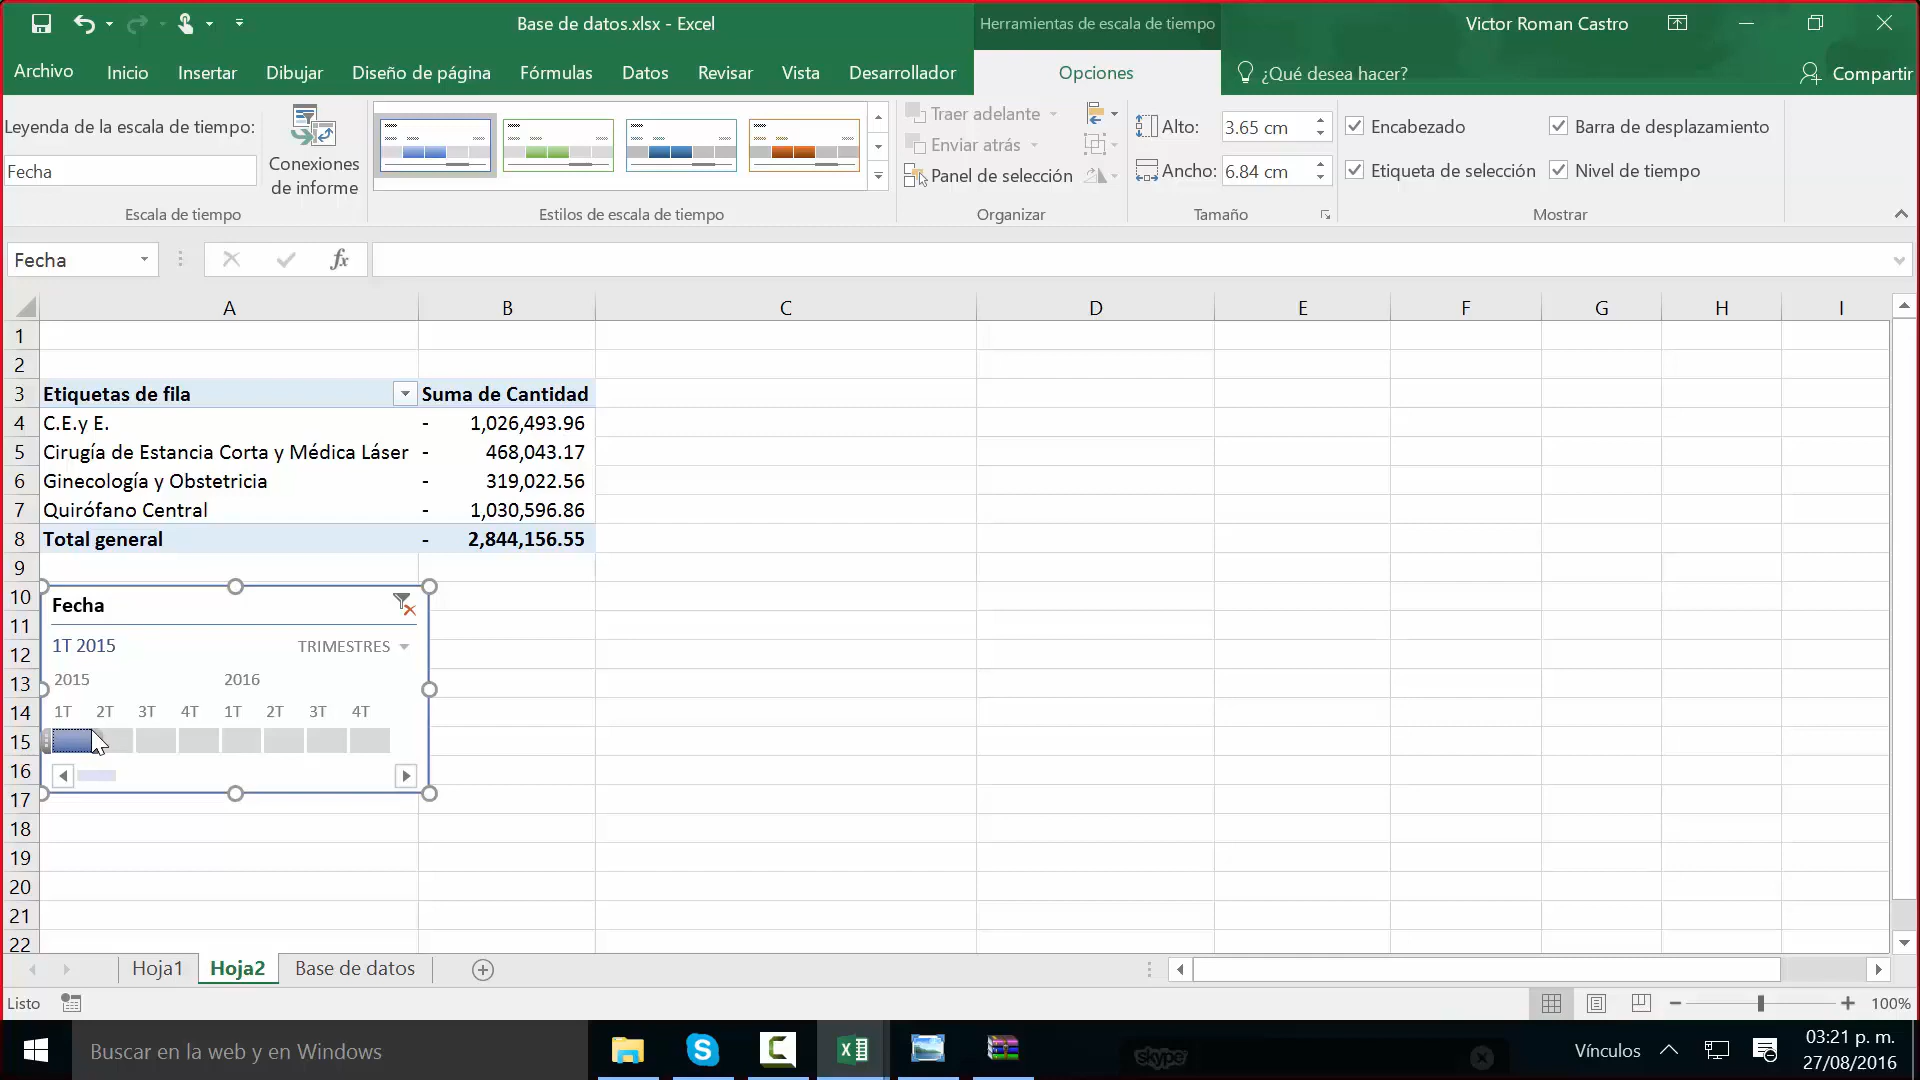 Base de datos.xlsx - Excel
Herramientas de escala de tiempo
Victor Roman Castro
Archivo
Inicio
Insertar
Dibujar
Diseño de página
Fórmulas
Datos
Revisar
Vista
Desarrollador
Opciones
¿Qué desea hacer?
Compartir
Leyenda de la escala de tiempo:
Fecha
Escala de tiempo
Conexiones
de informe
Estilos de escala de tiempo
Traer adelante
Enviar atrás
Panel de selección
Organizar
Alto: 3.65 cm
Ancho: 6.84 cm
Tamaño
Encabezado
Barra de desplazamiento
Etiqueta de selección
Nivel de tiempo
Mostrar
Fecha
fx
A B C D E F G H I
1
2
3 Etiquetas de fila Suma de Cantidad
4 C.E.y E. - 1,026,493.96
5 Cirugía de Estancia Corta y Médica Láser - 468,043.17
6 Ginecología y Obstetricia - 319,022.56
7 Quirófano Central - 1,030,596.86
8 Total general - 2,844,156.55
9
10 Fecha
11
12 1T 2015 TRIMESTRES
13 2015 2016
14 1T 2T 3T 4T 1T 2T 3T 4T
15
16
17
18
19
20
21
22
Hoja1
Hoja2
Base de datos
Listo
100%
Buscar en la web y en Windows
skype
Vínculos
03:21 p. m.
27/08/2016